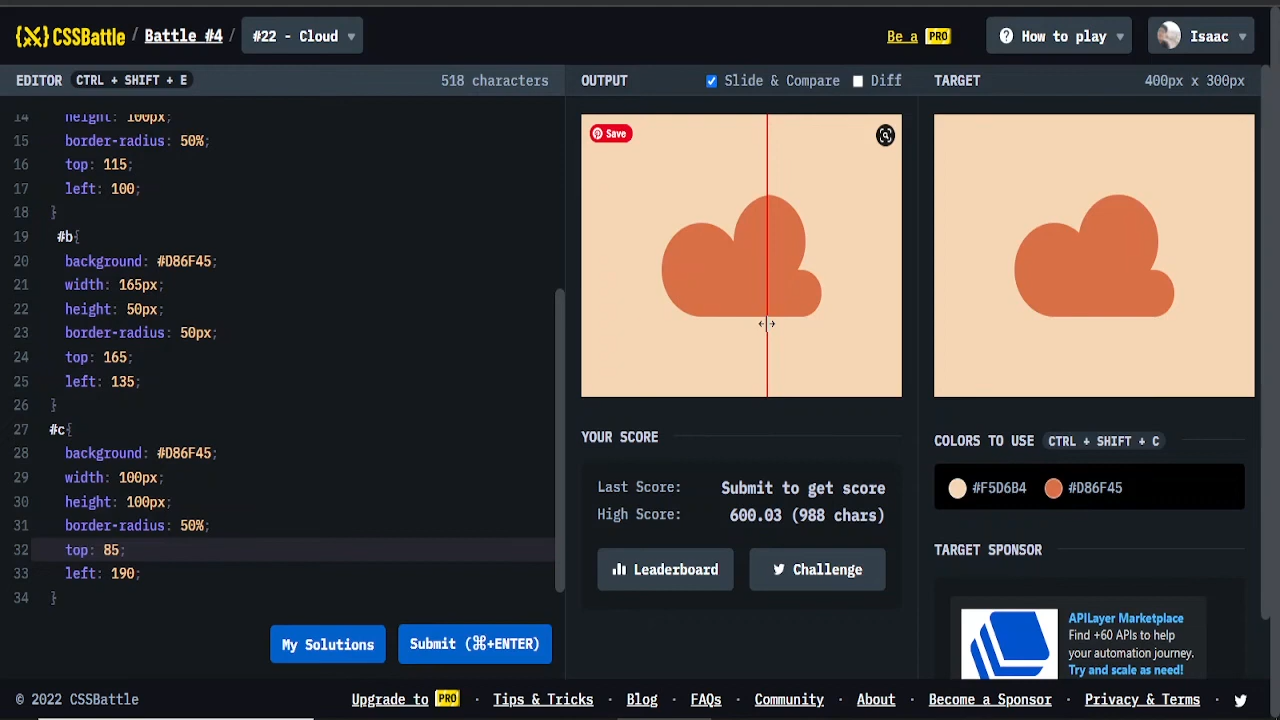 {X} CSSBattle / Battle #4 / #22 - Cloud ▾
Be a PRO
How to play ▾
Isaac ▾
EDITOR CTRL + SHIFT + E 518 characters
OUTPUT Slide & Compare Diff
TARGET 400px x 300px
14 height: 100px;
15 border-radius: 50%;
16 top: 115;
17 left: 100;
18 }
19 #b{
20 background: #D86F45;
21 width: 165px;
22 height: 50px;
23 border-radius: 50px;
24 top: 165;
25 left: 135;
26 }
27 #c{
28 background: #D86F45;
29 width: 100px;
30 height: 100px;
31 border-radius: 50%;
32 top: 85;
33 left: 190;
34 }
My Solutions
Submit (⌘+ENTER)
Save
YOUR SCORE
Last Score: Submit to get score
High Score: 600.03 (988 chars)
Leaderboard
Challenge
COLORS TO USE CTRL + SHIFT + C
#F5D6B4 #D86F45
TARGET SPONSOR
APILayer Marketplace
Find +60 APIs to help
your automation journey.
Try and scale as need!
© 2022 CSSBattle
Upgrade to PRO · Tips & Tricks · Blog · FAQs · Community · About · Become a Sponsor · Privacy & Terms ·